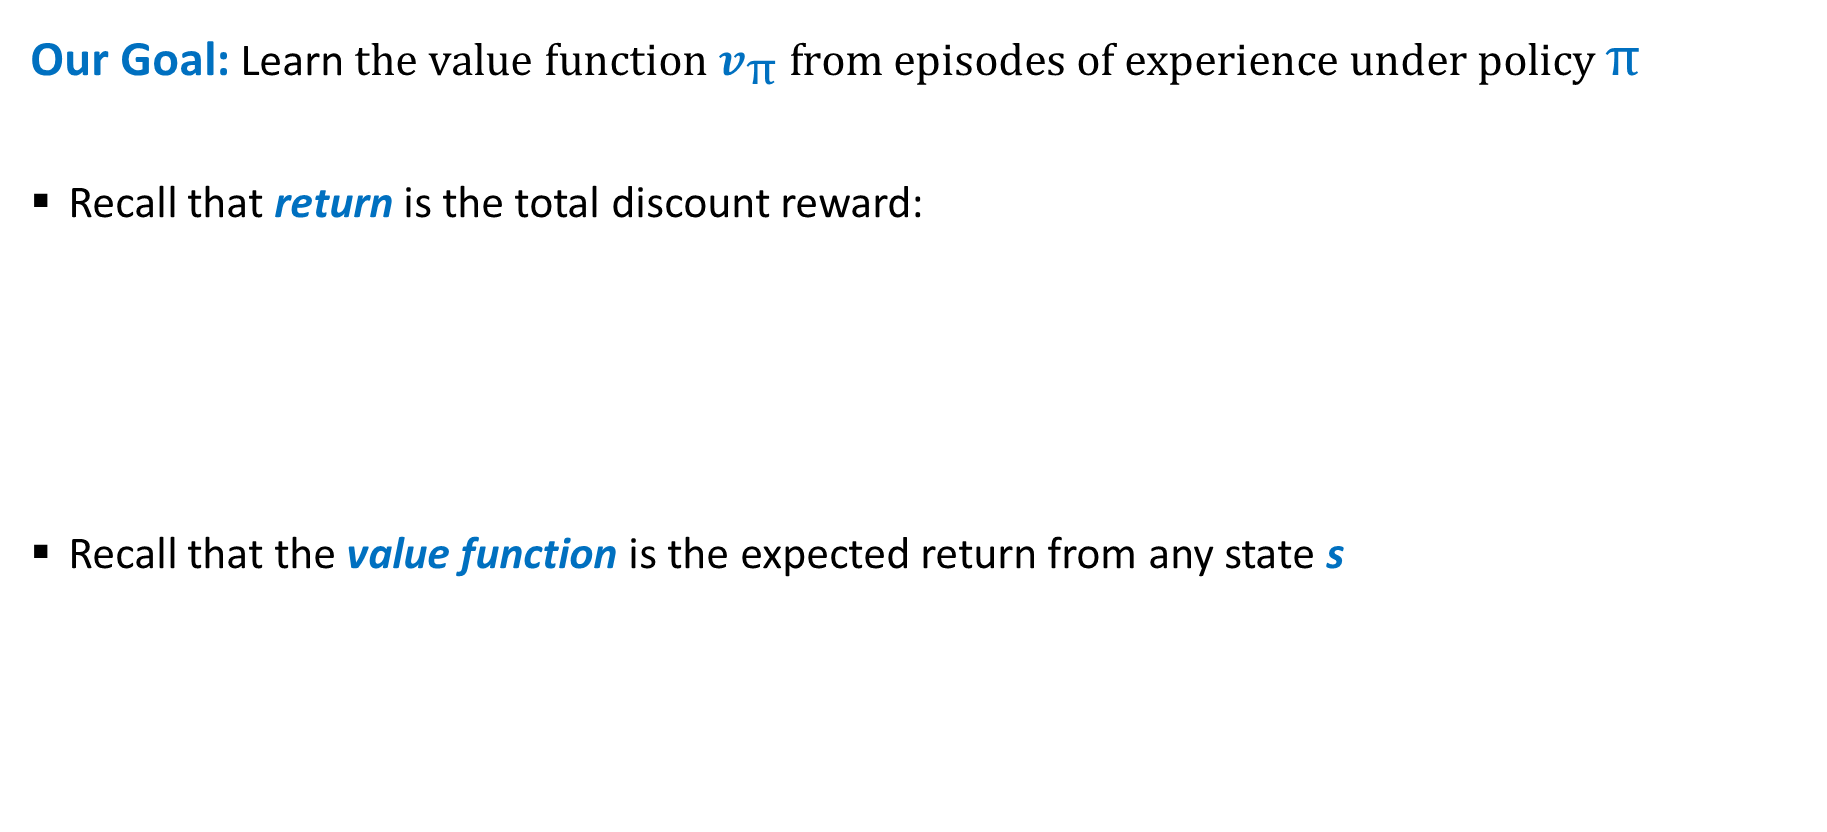 Our Goal: Learn the value function 𝒗π from episodes of experience under policy π
▪ Recall that return is the total discount reward:
▪ Recall that the value function is the expected return from any state s